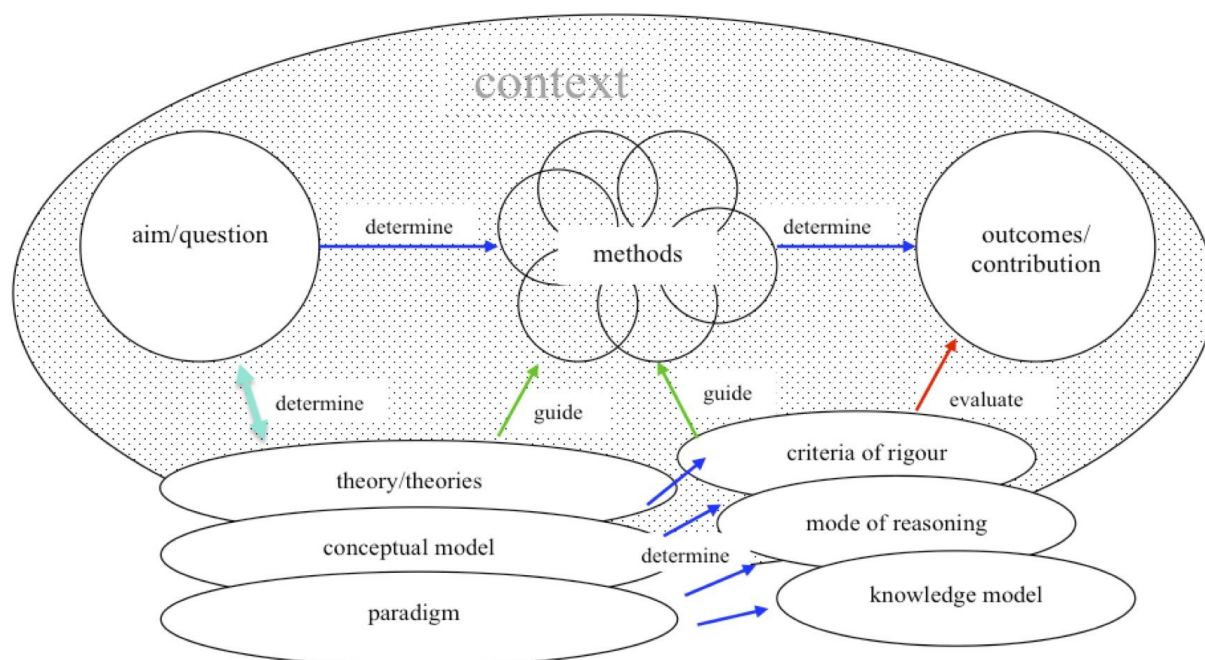 context
aim/question
determine
methods
determine
outcomes/
contribution
determine
guide
guide
evaluate
theory/theories
criteria of rigour
conceptual model
mode of reasoning
determine
paradigm
knowledge model